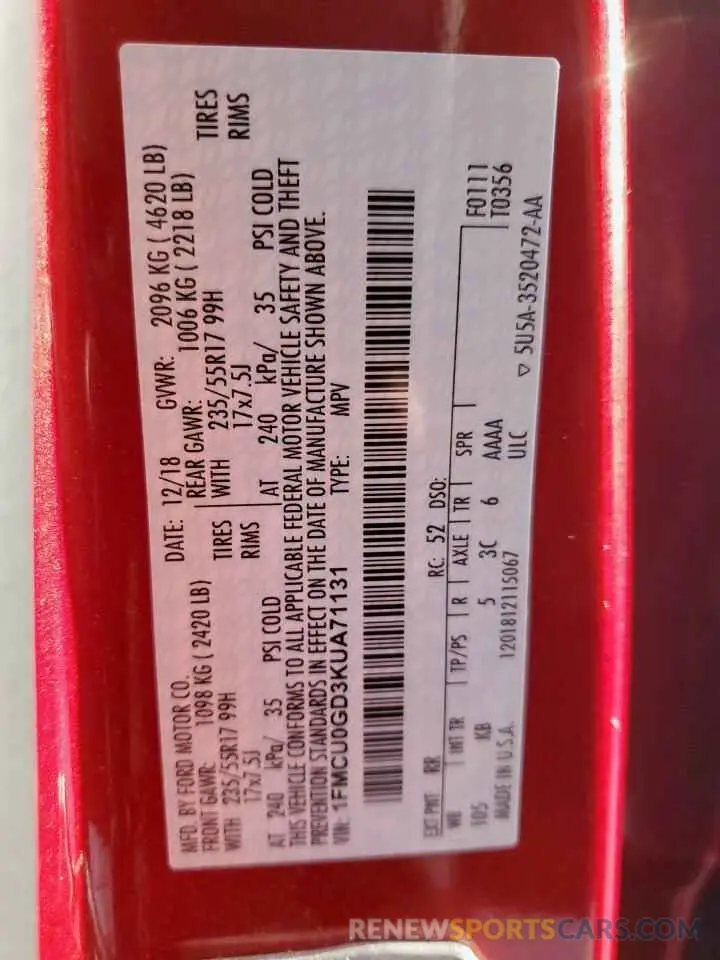 MFD. BY FORD MOTOR CO.
DATE: 12/18 GVWR: 2096 KG ( 4620 LB)
FRONT GAWR: 1098 KG ( 2420 LB)
REAR GAWR: 1006 KG ( 2218 LB)
WITH 235/55R17 99H TIRES
WITH 235/55R17 99H TIRES
17x7.5J RIMS
17x7.5J RIMS
AT 240 kPa/ 35 PSI COLD
AT 240 kPa/ 35 PSI COLD
THIS VEHICLE CONFORMS TO ALL APPLICABLE FEDERAL MOTOR VEHICLE SAFETY AND THEFT
PREVENTION STANDARDS IN EFFECT ON THE DATE OF MANUFACTURE SHOWN ABOVE.
VIN: 1FMCU0GD3KUA71131 TYPE: MPV
EXT PNT RR RC: 52 DSO:
WB INT TR TP/PS R AXLE TR SPR F0111
105 KB 5 3C 6 AAAA T0356
MADE IN U.S.A. 1201812115067 ULC
▽ 5U5A-3520472-AA
RENEWSPORTSCARS.COM